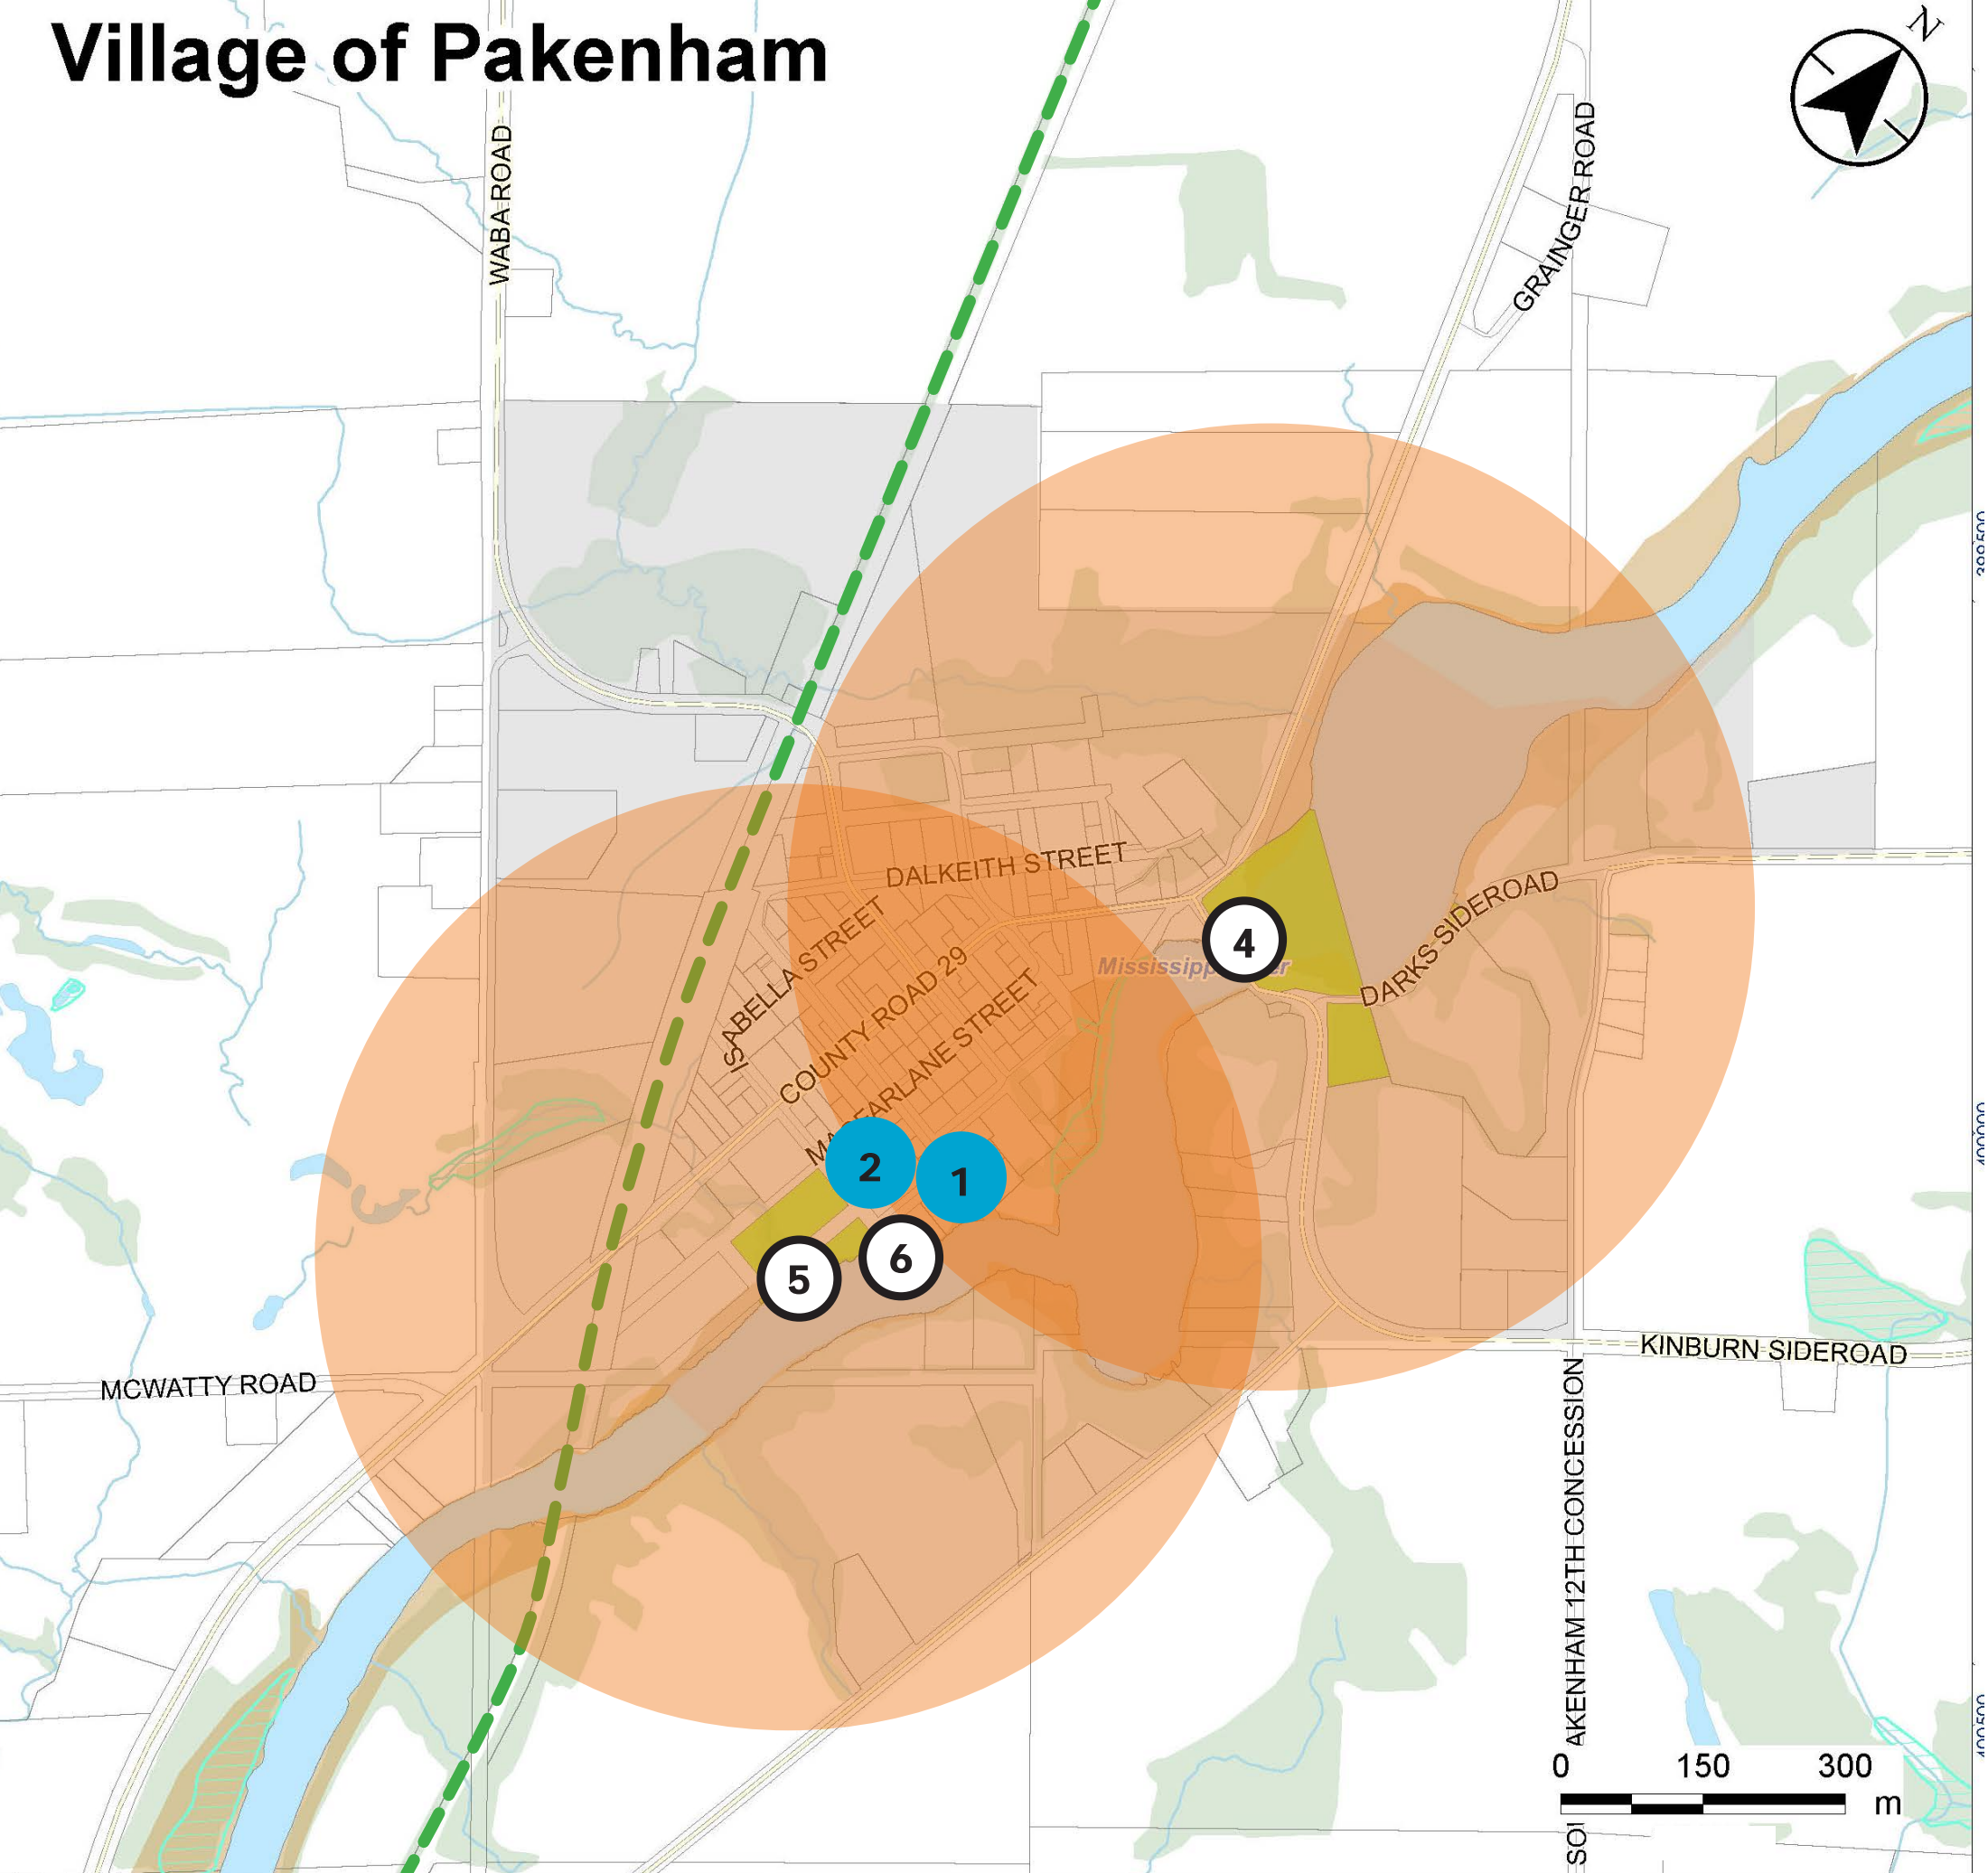 Village of Pakenham
N
WABA ROAD
GRAINGER ROAD
398500
DALKEITH STREET
ISABELLA STREET
COUNTY ROAD 29
DARKS SIDEROAD
4
MACFARLANE STREET
2
1
6
5
MCWATTY ROAD
KINBURN SIDEROAD
AKENHAM 12TH CONCESSION
0 150 300
m